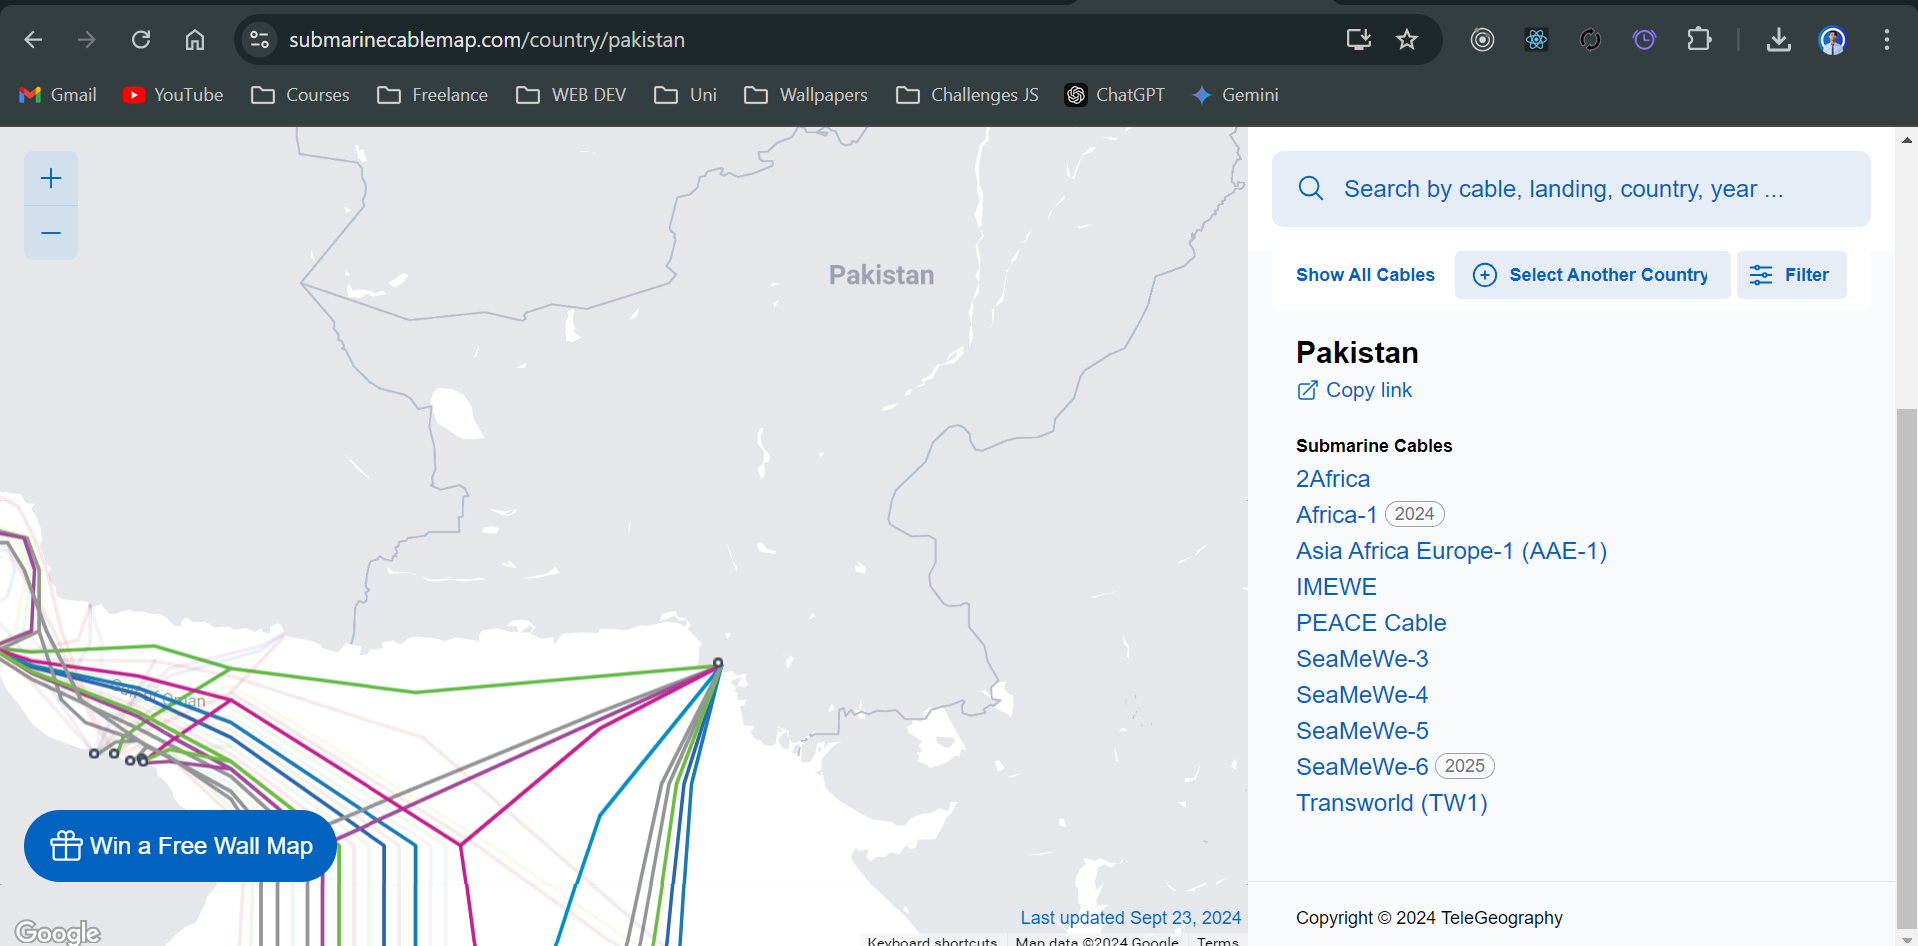 submarinecablemap.com/country/pakistan
Gmail
YouTube
Courses
Freelance
WEB DEV
Uni
Wallpapers
Challenges JS
ChatGPT
Gemini
+
−
Pakistan
Gulf of Oman
Win a Free Wall Map
Google
Last updated Sept 23, 2024
Keyboard shortcuts
Map data ©2024 Google
Terms
Search by cable, landing, country, year ...
Show All Cables
Select Another Country
Filter
Pakistan
Copy link
Submarine Cables
2Africa
Africa-1 2024
Asia Africa Europe-1 (AAE-1)
IMEWE
PEACE Cable
SeaMeWe-3
SeaMeWe-4
SeaMeWe-5
SeaMeWe-6 2025
Transworld (TW1)
Copyright © 2024 TeleGeography